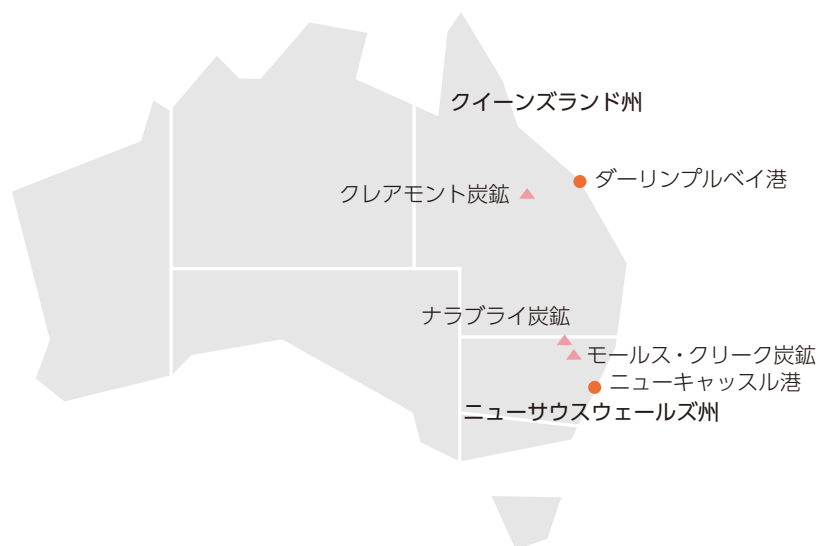 クイーンズランド州
ダーリンプルベイ港
クレアモント炭鉱
ナラブライ炭鉱
モールス・クリーク炭鉱
ニューキャッスル港
ニューサウスウェールズ州